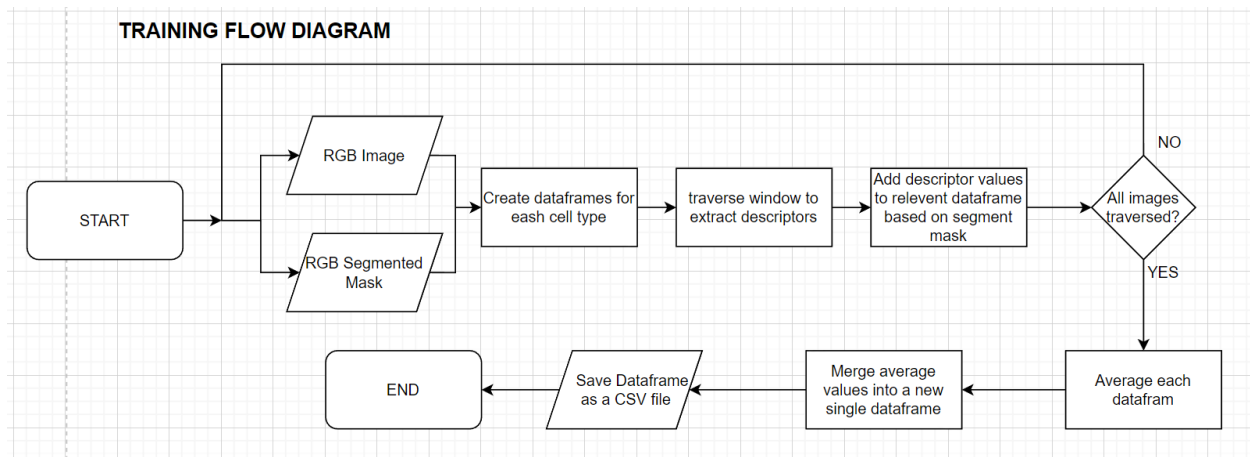 TRAINING FLOW DIAGRAM
START
RGB Image
RGB Segmented
Mask
Create dataframes for
eash cell type
traverse window to
extract descriptors
Add descriptor values
to relevent dataframe
based on segment
mask
All images
traversed?
NO
YES
Average each
datafram
Merge average
values into a new
single dataframe
Save Dataframe
as a CSV file
END